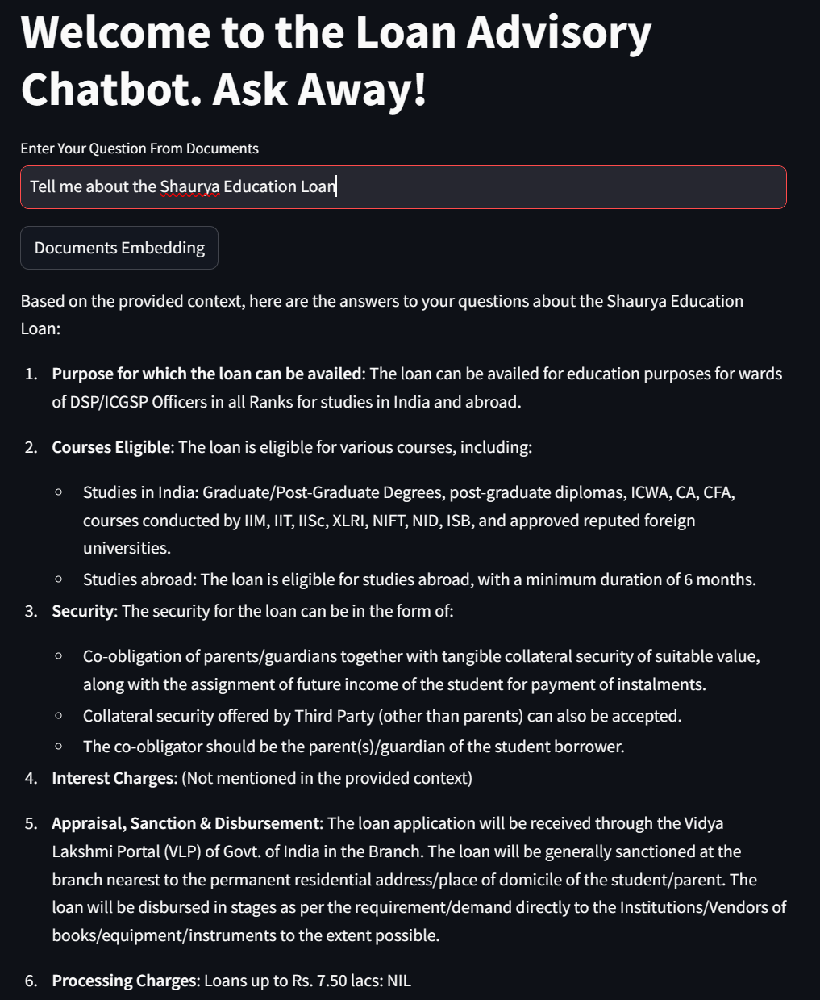 Welcome to the Loan Advisory
Chatbot. Ask Away!
Enter Your Question From Documents
Tell me about the Shaurya Education Loan
Documents Embedding
Based on the provided context, here are the answers to your questions about the Shaurya Education
Loan:
1. Purpose for which the loan can be availed: The loan can be availed for education purposes for wards
of DSP/ICGSP Officers in all Ranks for studies in India and abroad.
2. Courses Eligible: The loan is eligible for various courses, including:
○ Studies in India: Graduate/Post-Graduate Degrees, post-graduate diplomas, ICWA, CA, CFA,
courses conducted by IIM, IIT, IISc, XLRI, NIFT, NID, ISB, and approved reputed foreign
universities.
○ Studies abroad: The loan is eligible for studies abroad, with a minimum duration of 6 months.
3. Security: The security for the loan can be in the form of:
○ Co-obligation of parents/guardians together with tangible collateral security of suitable value,
along with the assignment of future income of the student for payment of instalments.
○ Collateral security offered by Third Party (other than parents) can also be accepted.
○ The co-obligator should be the parent(s)/guardian of the student borrower.
4. Interest Charges: (Not mentioned in the provided context)
5. Appraisal, Sanction & Disbursement: The loan application will be received through the Vidya
Lakshmi Portal (VLP) of Govt. of India in the Branch. The loan will be generally sanctioned at the
branch nearest to the permanent residential address/place of domicile of the student/parent. The
loan will be disbursed in stages as per the requirement/demand directly to the Institutions/Vendors of
books/equipment/instruments to the extent possible.
6. Processing Charges: Loans up to Rs. 7.50 lacs: NIL